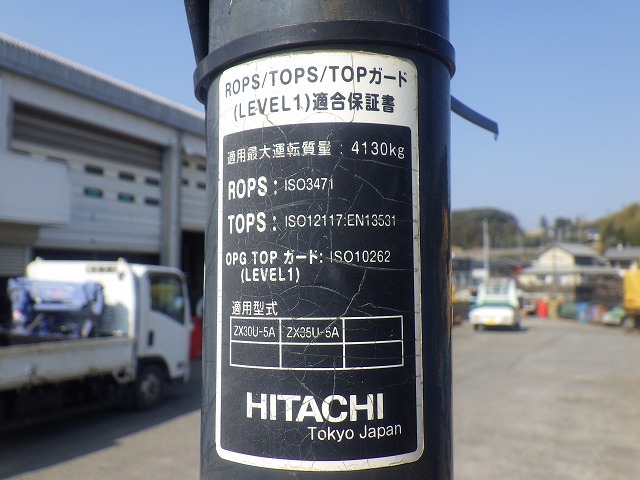 ROPS/TOPS/TOPガード
(LEVEL1)適合保証書
適用最大運転質量: 4130kg
ROPS: ISO3471
TOPS: ISO12117:EN13531
OPG TOP ガード: ISO10262
(LEVEL1)
適用型式
ZX30U-5A ZX35U-5A
HITACHI
Tokyo Japan